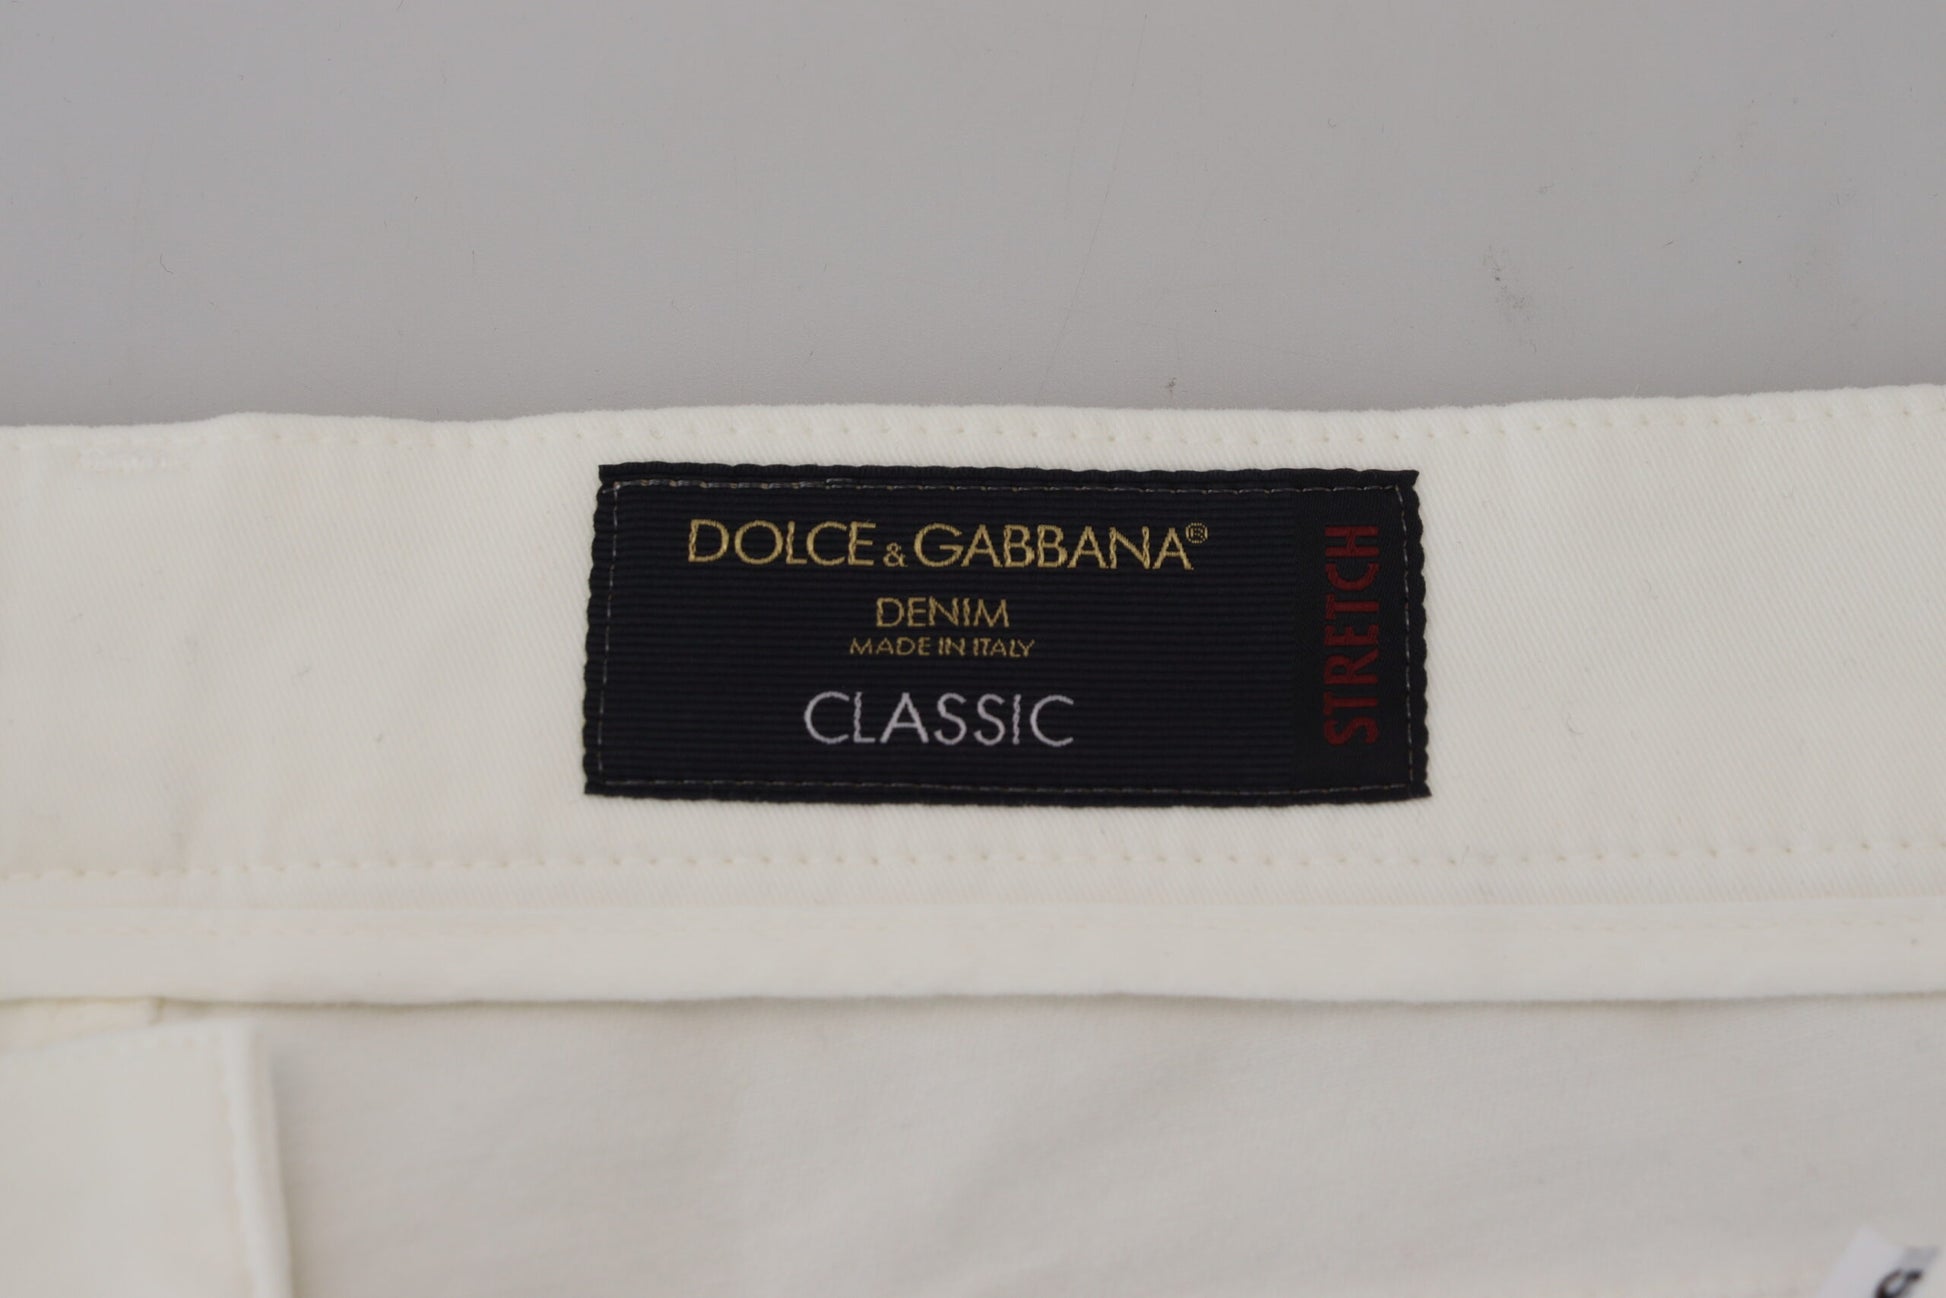 DOLCE & GABBANA®
DENIM
MADE IN ITALY
CLASSIC
STRETCH